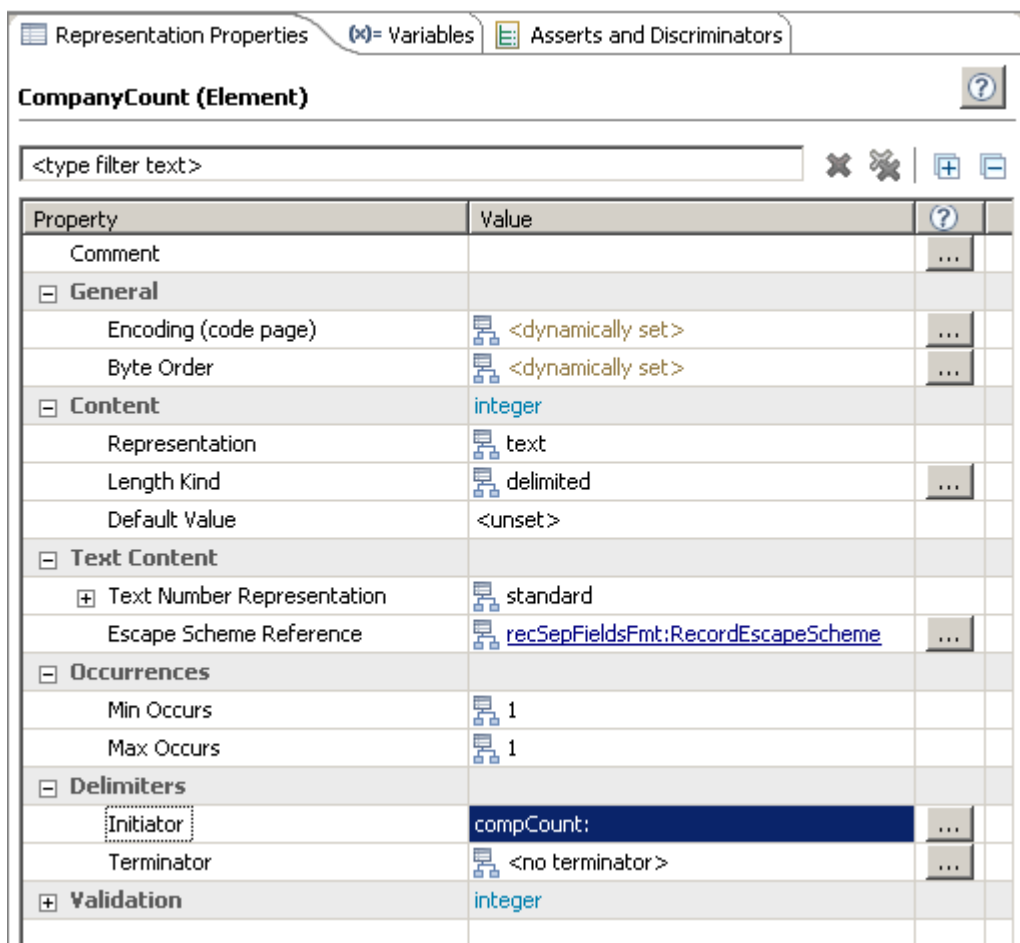 Representation Properties (x)= Variables Asserts and Discriminators
CompanyCount (Element)
<type filter text>
Property Value
Comment ...
General
Encoding (code page) <dynamically set> ...
Byte Order <dynamically set> ...
Content integer
Representation text
Length Kind delimited ...
Default Value <unset>
Text Content
Text Number Representation standard
Escape Scheme Reference recSepFieldsFmt:RecordEscapeScheme ...
Occurrences
Min Occurs 1
Max Occurs 1
Delimiters
Initiator compCount: ...
Terminator <no terminator> ...
Validation integer